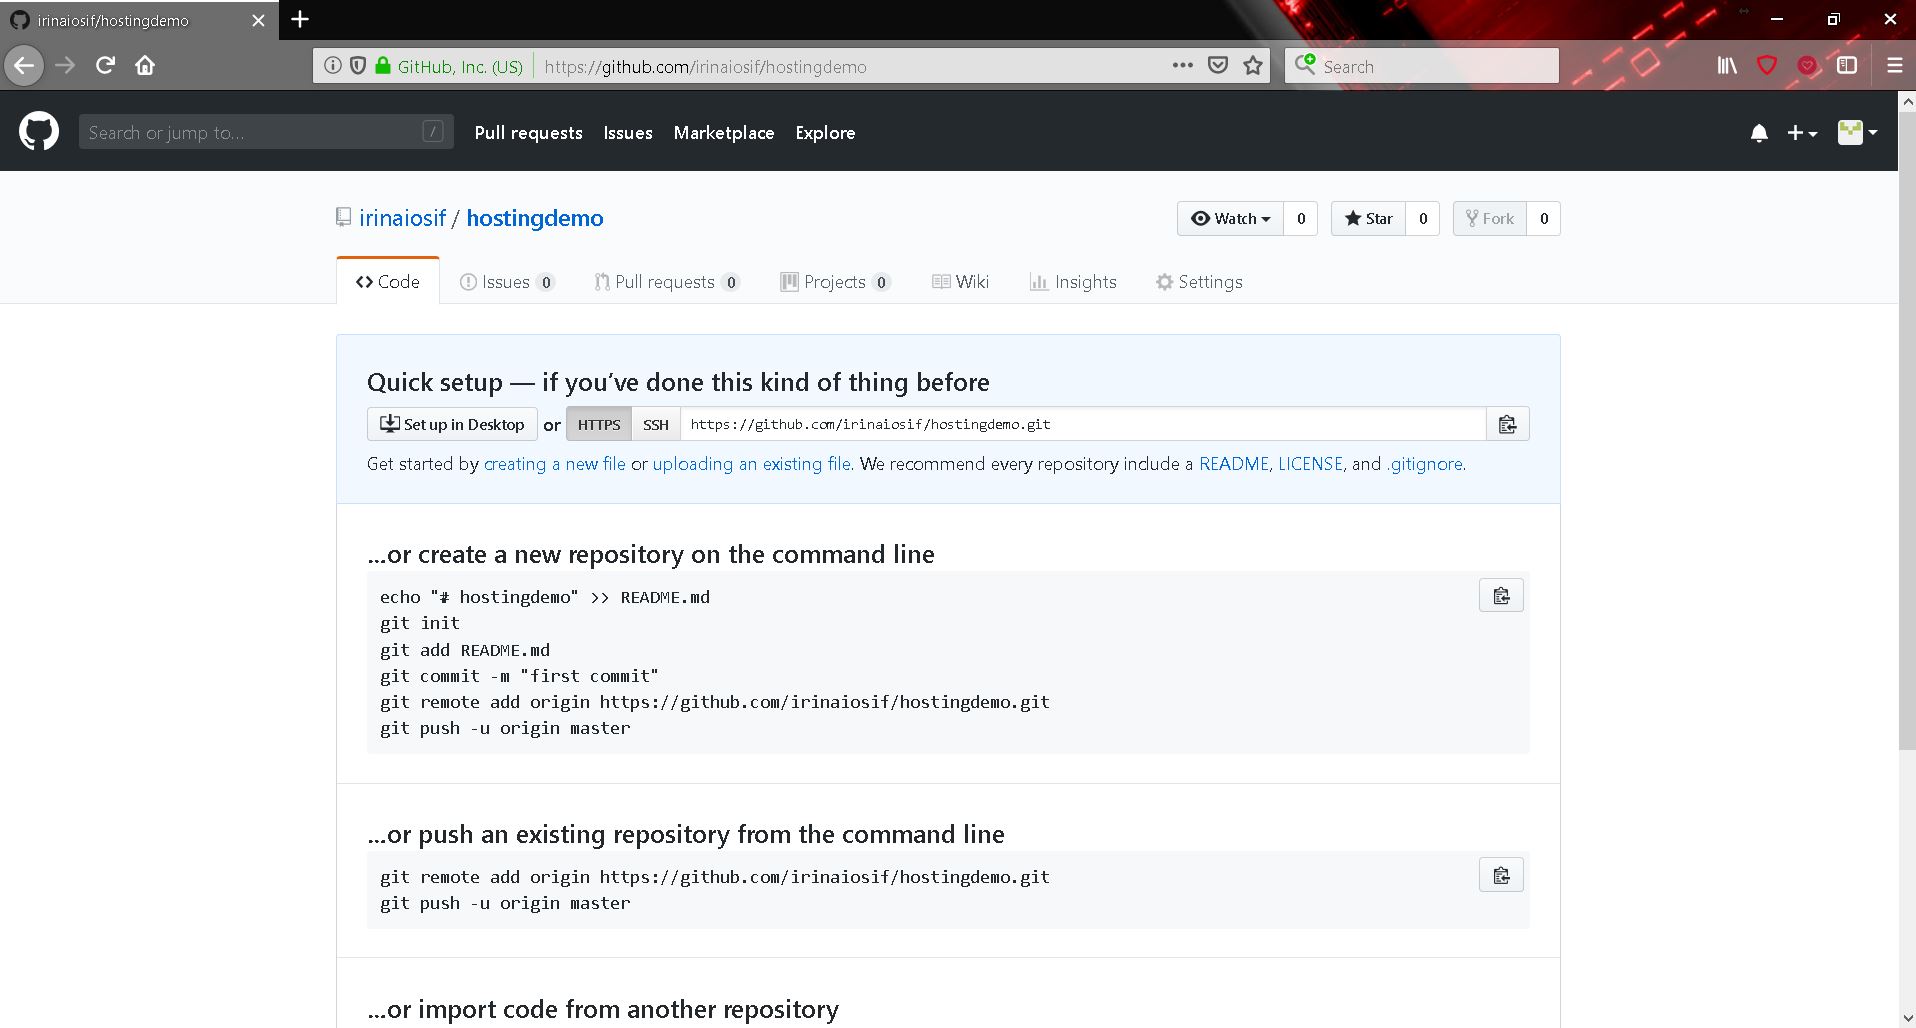 irinaiosif/hostingdemo
GitHub, Inc. (US) https://github.com/irinaiosif/hostingdemo Search
Search or jump to... / Pull requests Issues Marketplace Explore
irinaiosif / hostingdemo Watch 0 Star 0 Fork 0
Code Issues 0 Pull requests 0 Projects 0 Wiki Insights Settings
Quick setup — if you’ve done this kind of thing before
Set up in Desktop or HTTPS SSH https://github.com/irinaiosif/hostingdemo.git
Get started by creating a new file or uploading an existing file. We recommend every repository include a README, LICENSE, and .gitignore.
…or create a new repository on the command line
echo "# hostingdemo" >> README.md
git init
git add README.md
git commit -m "first commit"
git remote add origin https://github.com/irinaiosif/hostingdemo.git
git push -u origin master
…or push an existing repository from the command line
git remote add origin https://github.com/irinaiosif/hostingdemo.git
git push -u origin master
…or import code from another repository